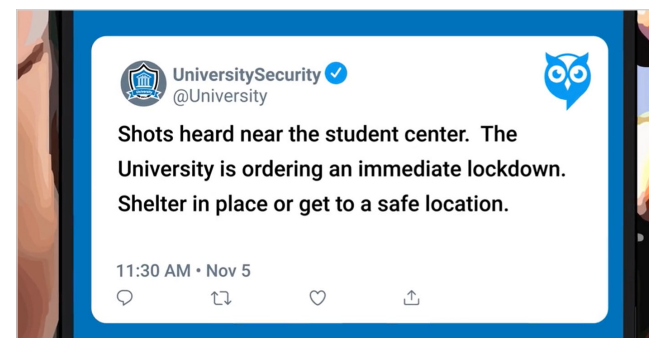 UniversitySecurity
@University
Shots heard near the student center. The
University is ordering an immediate lockdown.
Shelter in place or get to a safe location.
11:30 AM • Nov 5